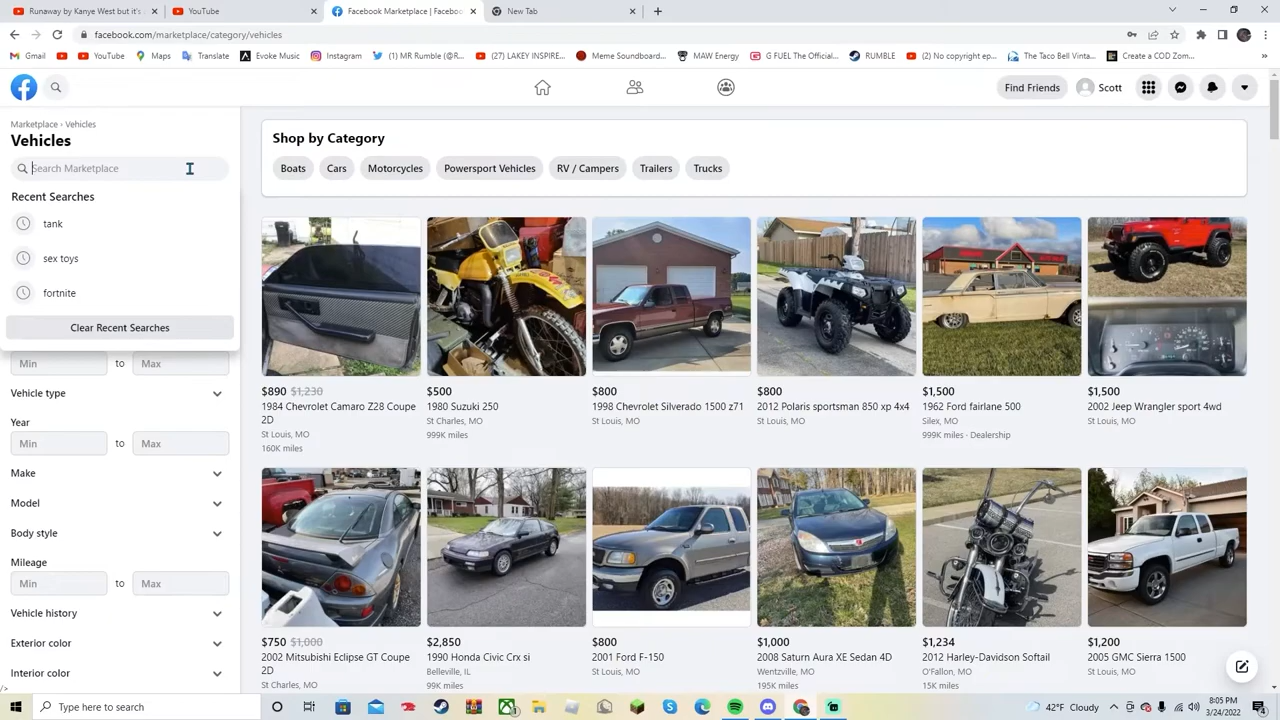 Runaway by Kanye West but it's
YouTube
Facebook Marketplace | Faceboo
New Tab
facebook.com/marketplace/category/vehicles
Gmail
YouTube
Maps
Translate
Evoke Music
Instagram
(1) MR Rumble (@R...
(27) LAKEY INSPIRE...
Meme Soundboard...
MAW Energy
G FUEL The Official...
RUMBLE
(2) No copyright ep...
The Taco Bell Vinta...
Create a COD Zom...
Find Friends
Scott
Marketplace › Vehicles
Vehicles
Search Marketplace
Recent Searches
tank
sex toys
fortnite
Clear Recent Searches
Min to Max
Vehicle type
Year
Min to Max
Make
Model
Body style
Mileage
Min to Max
Vehicle history
Exterior color
Interior color
/>
Shop by Category
Boats Cars Motorcycles Powersport Vehicles RV / Campers Trailers Trucks
$890 $1,230
1984 Chevrolet Camaro Z28 Coupe
2D
St Louis, MO
160K miles
$500
1980 Suzuki 250
St Charles, MO
999K miles
$800
1998 Chevrolet Silverado 1500 z71
St Louis, MO
$800
2012 Polaris sportsman 850 xp 4x4
St Louis, MO
$1,500
1962 Ford fairlane 500
Silex, MO
999K miles · Dealership
$1,500
2002 Jeep Wrangler sport 4wd
St Louis, MO
$750 $1,000
2002 Mitsubishi Eclipse GT Coupe
2D
St Charles, MO
$2,850
1990 Honda Civic Crx si
Belleville, IL
99K miles
$800
2001 Ford F-150
St Louis, MO
$1,000
2008 Saturn Aura XE Sedan 4D
Wentzville, MO
195K miles
$1,234
2012 Harley-Davidson Softail
O'Fallon, MO
15K miles
$1,200
2005 GMC Sierra 1500
St Louis, MO
Type here to search
42°F Cloudy
8:05 PM
3/24/2022